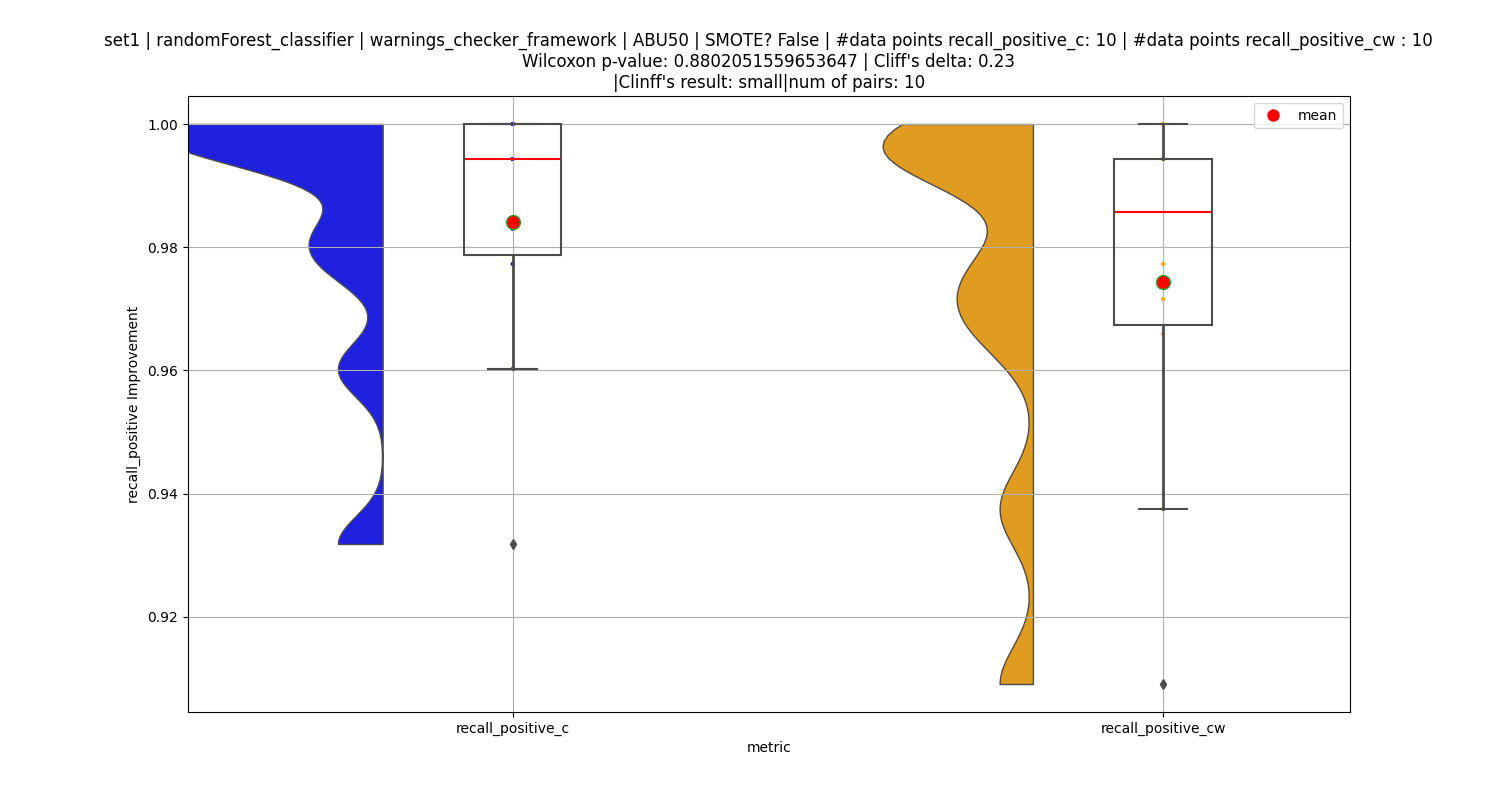 set1 | randomForest_classifier | warnings_checker_framework | ABU50 | SMOTE? False | #data points recall_positive_c: 10 | #data points recall_positive_cw : 10
Wilcoxon p-value: 0.8802051559653647 | Cliff's delta: 0.23
|Clinff's result: small|num of pairs: 10
mean
1.00
0.98
0.96
0.94
0.92
recall_positive Improvement
recall_positive_c
recall_positive_cw
metric